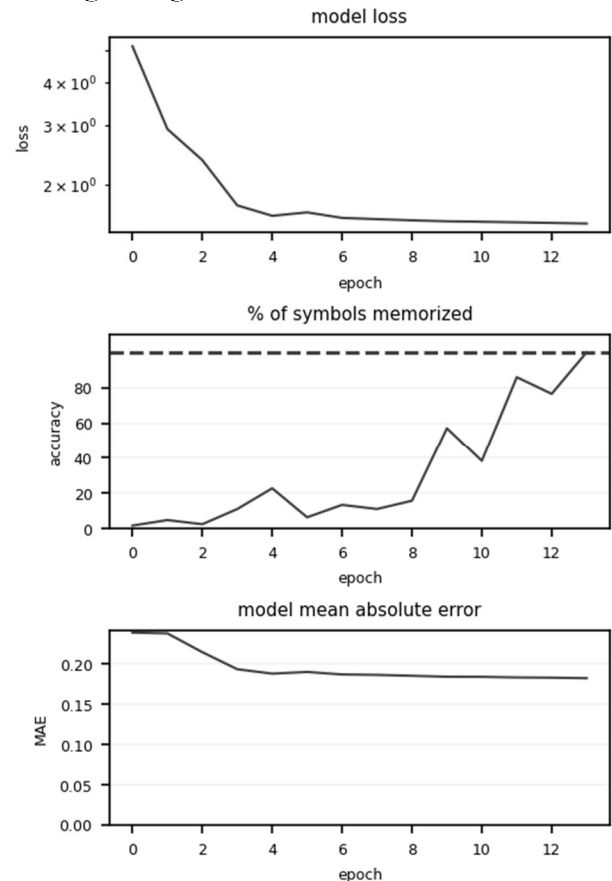 model loss
4 × 10⁰
3 × 10⁰
2 × 10⁰
loss
0 2 4 6 8 10 12
epoch
% of symbols memorized
80
60
40
20
0
accuracy
0 2 4 6 8 10 12
epoch
model mean absolute error
0.20
0.15
0.10
0.05
0.00
MAE
0 2 4 6 8 10 12
epoch